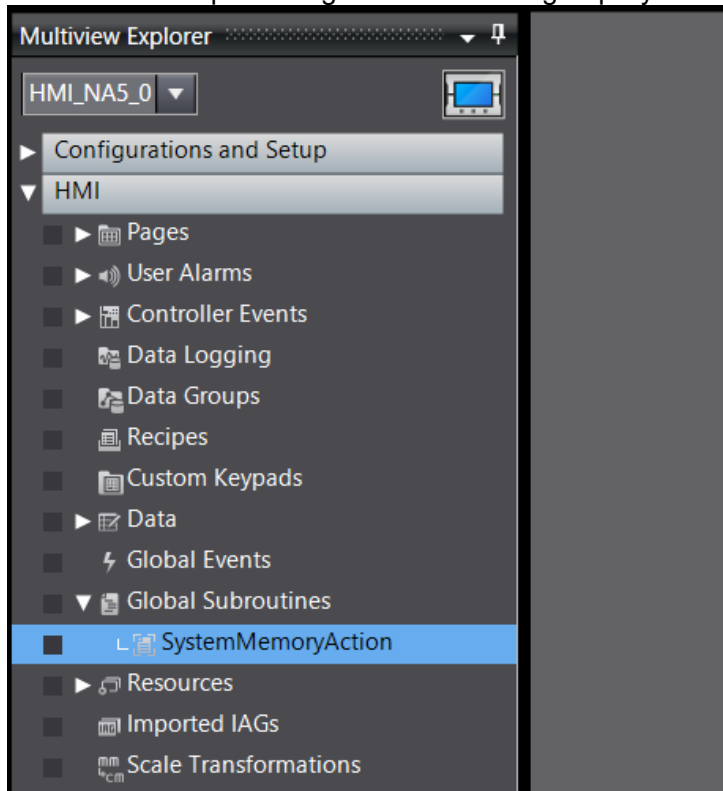 Multiview Explorer
HMI_NA5_0
Configurations and Setup
HMI
Pages
User Alarms
Controller Events
Data Logging
Data Groups
Recipes
Custom Keypads
Data
Global Events
Global Subroutines
SystemMemoryAction
Resources
Imported IAGs
Scale Transformations